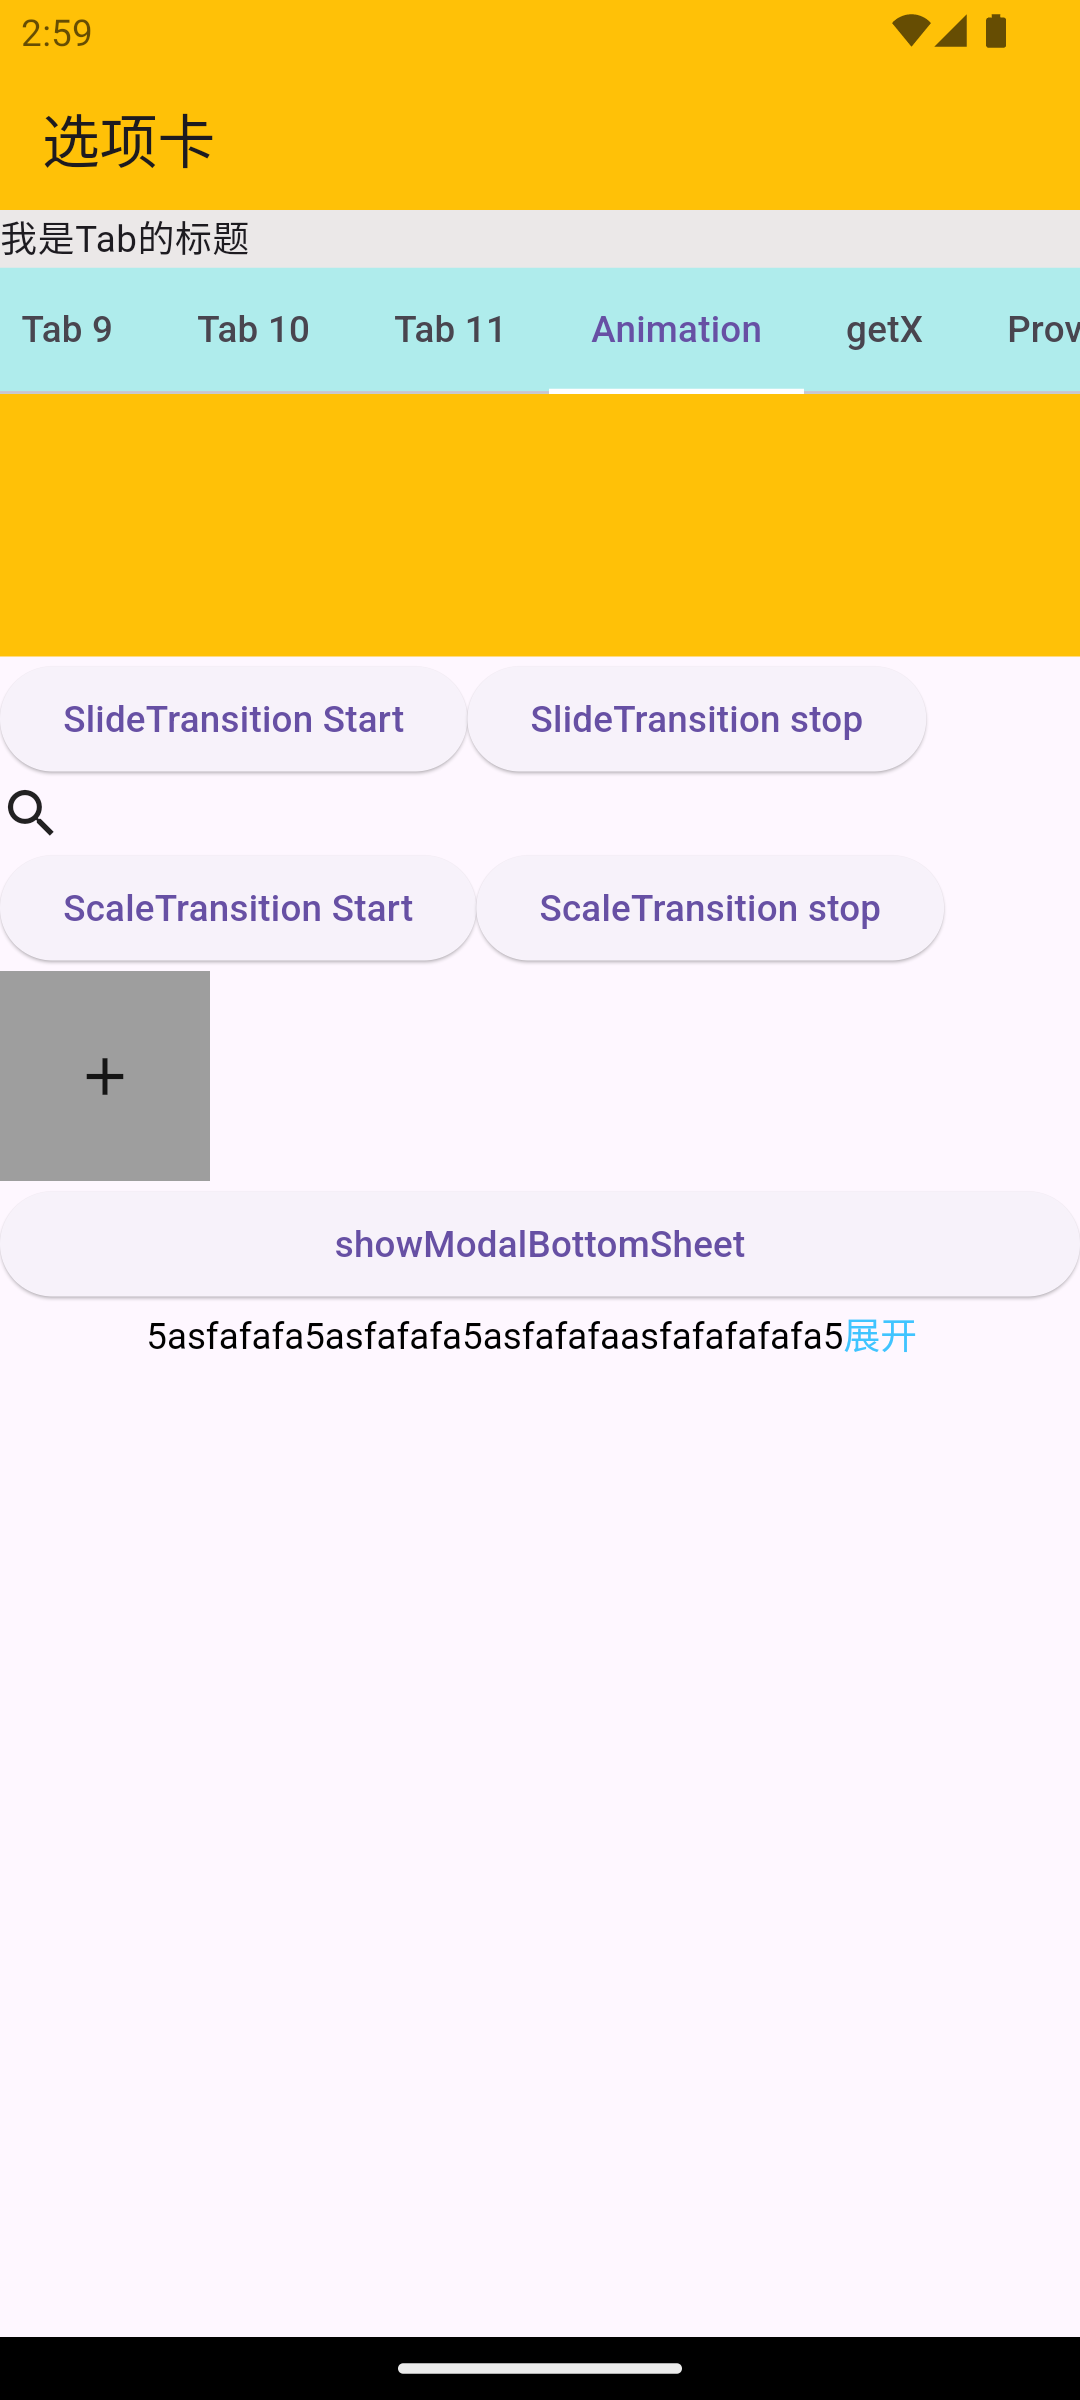 2:59
选项卡
我是Tab的标题
Tab 9 Tab 10 Tab 11 Animation getX Prov
SlideTransition Start SlideTransition stop
ScaleTransition Start ScaleTransition stop
showModalBottomSheet
5asfafafa5asfafafa5asfafafaasfafafafafa5展开